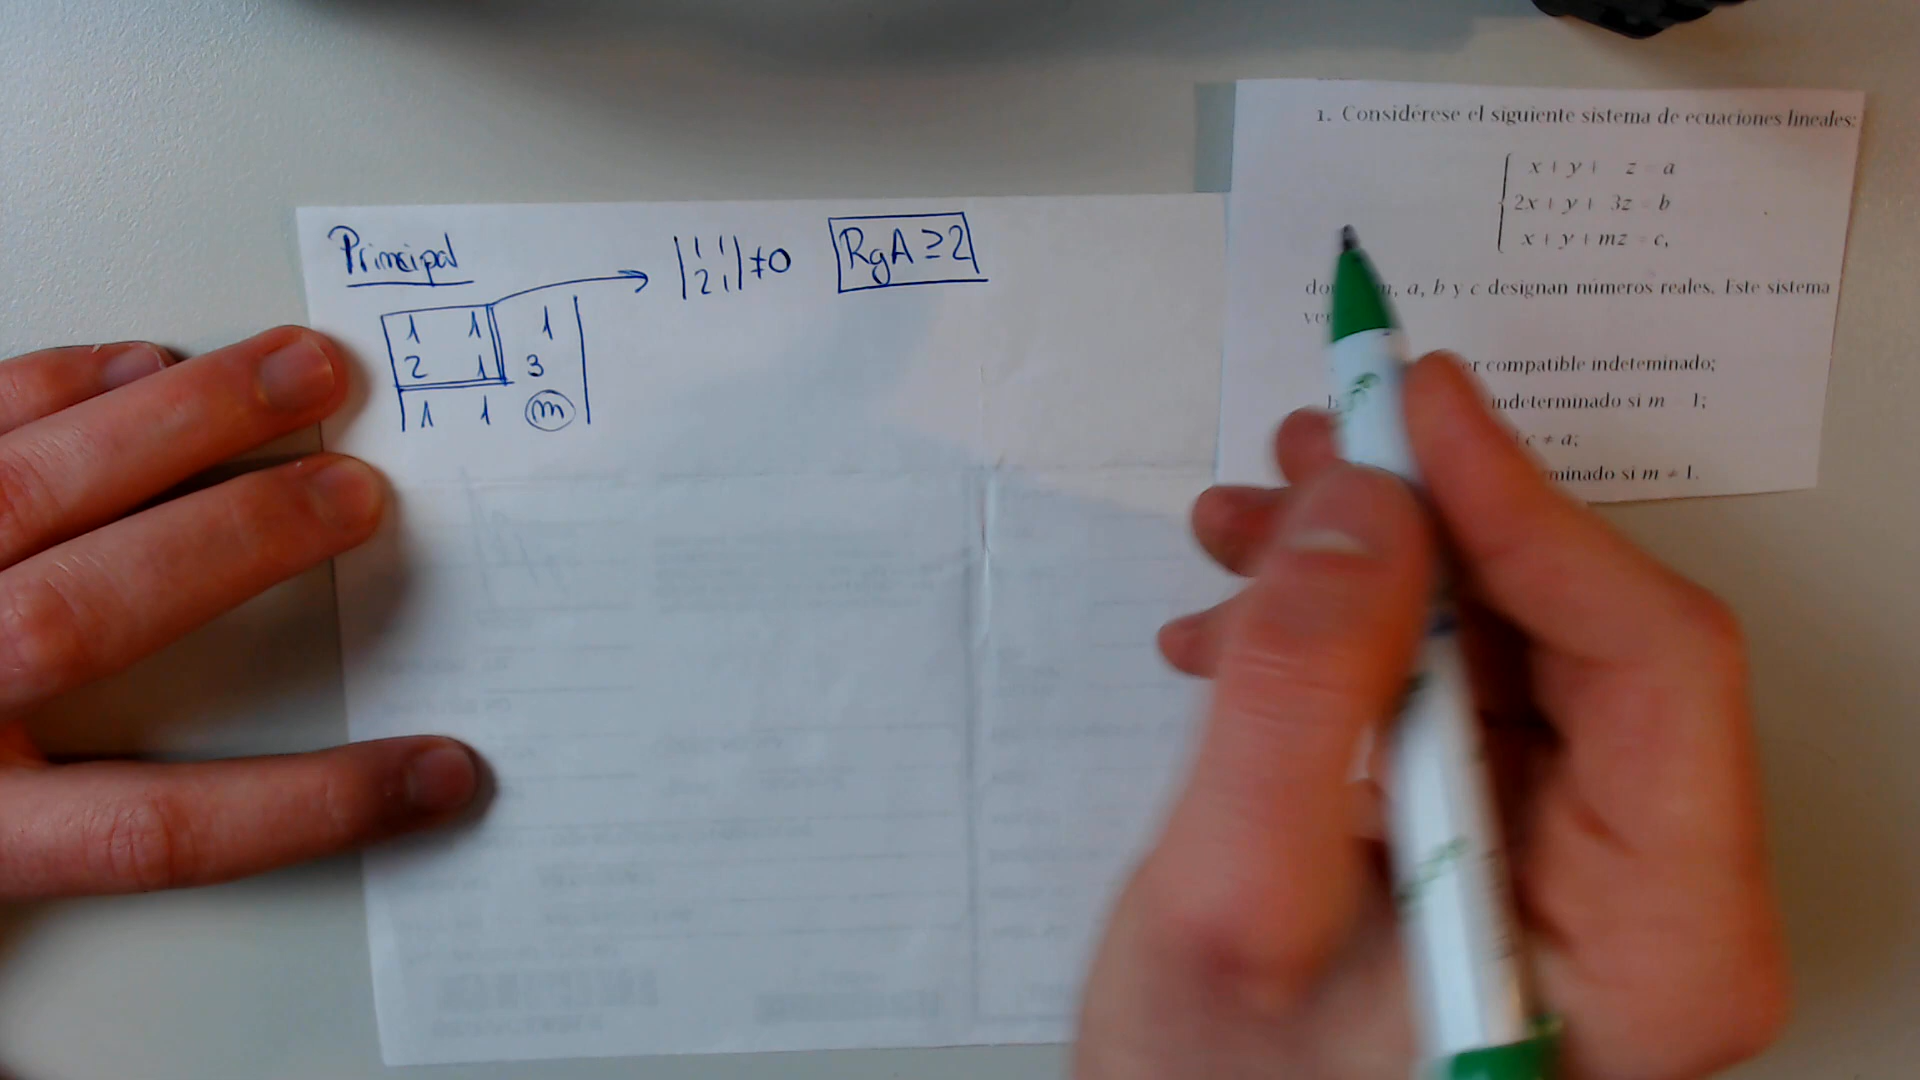 Principal
|1 1
2 1| ≠0
RgA ≥ 2
1 1 1
2 1 3
1 1 m
1. Considérese el siguiente sistema de ecuaciones lineales:
x + y + z = a
2x + y + 3z = b
x + y + mz = c,
a, b y c designan números reales. Este sistema
compatible indeteminado;
indeterminado si m = 1;
c ≠ a;
si m ≠ 1.